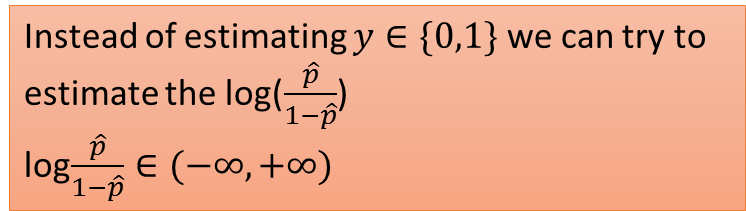 Instead of estimating y ∈ {0,1} we can try to
estimate the log(p̂/1−p̂)
log p̂/1−p̂ ∈ (−∞,+∞)